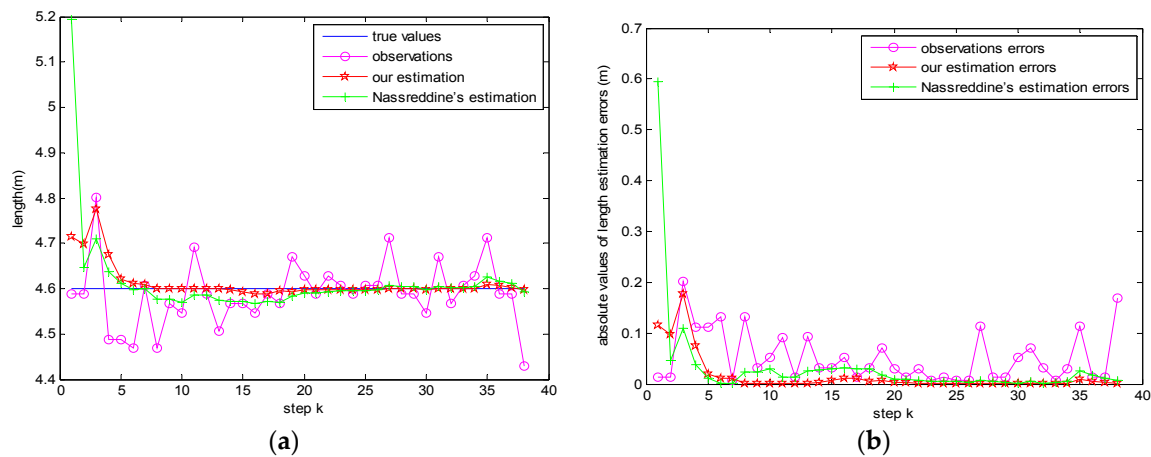 5.2
5.1
5
4.9
4.8
4.7
4.6
4.5
4.4
length(m)
0 5 10 15 20 25 30 35 40
step k
true values
observations
our estimation
Nassreddine's estimation
(a)
0.7
0.6
0.5
0.4
0.3
0.2
0.1
0
absolute values of length estimation errors (m)
0 5 10 15 20 25 30 35 40
step k
observations errors
our estimation errors
Nassreddine's estimation errors
(b)